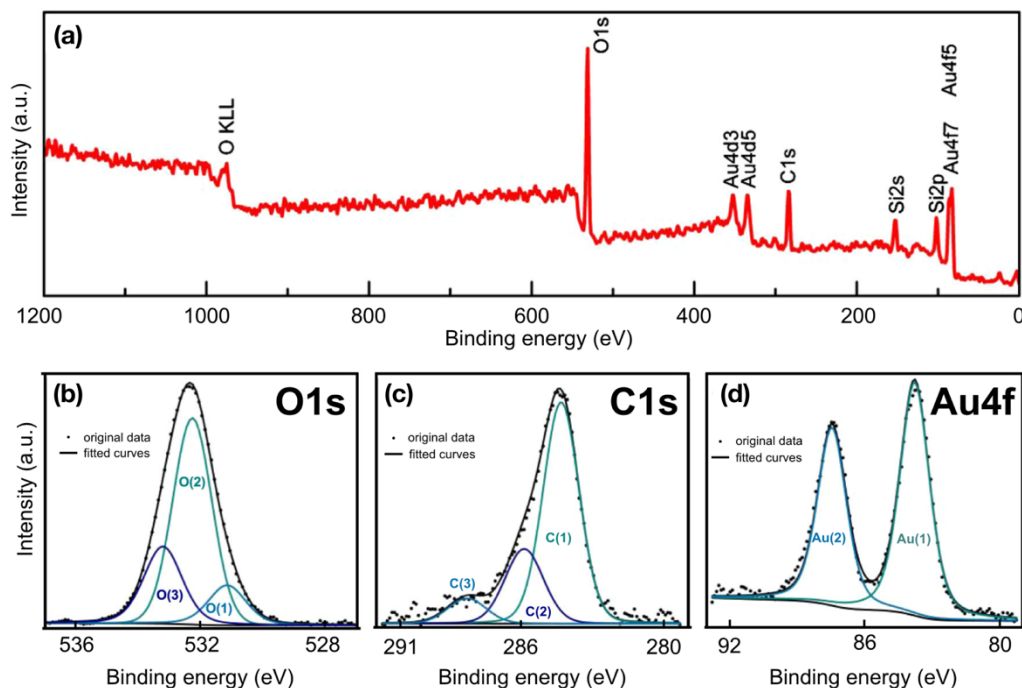 (a)
Intensity (a.u.)
O KLL
O1s
Au4d3
Au4d5
C1s
Si2s
Si2p
Au4f7
Au4f5
1200
1000
800
600
400
200
0
Binding energy (eV)
(b)
O1s
original data
fitted curves
Intensity (a.u.)
O(2)
O(3)
O(1)
536
532
528
Binding energy (eV)
(c)
C1s
original data
fitted curves
C(1)
C(3)
C(2)
291
286
280
Binding energy (eV)
(d)
Au4f
original data
fitted curves
Au(2)
Au(1)
92
86
80
Binding energy (eV)